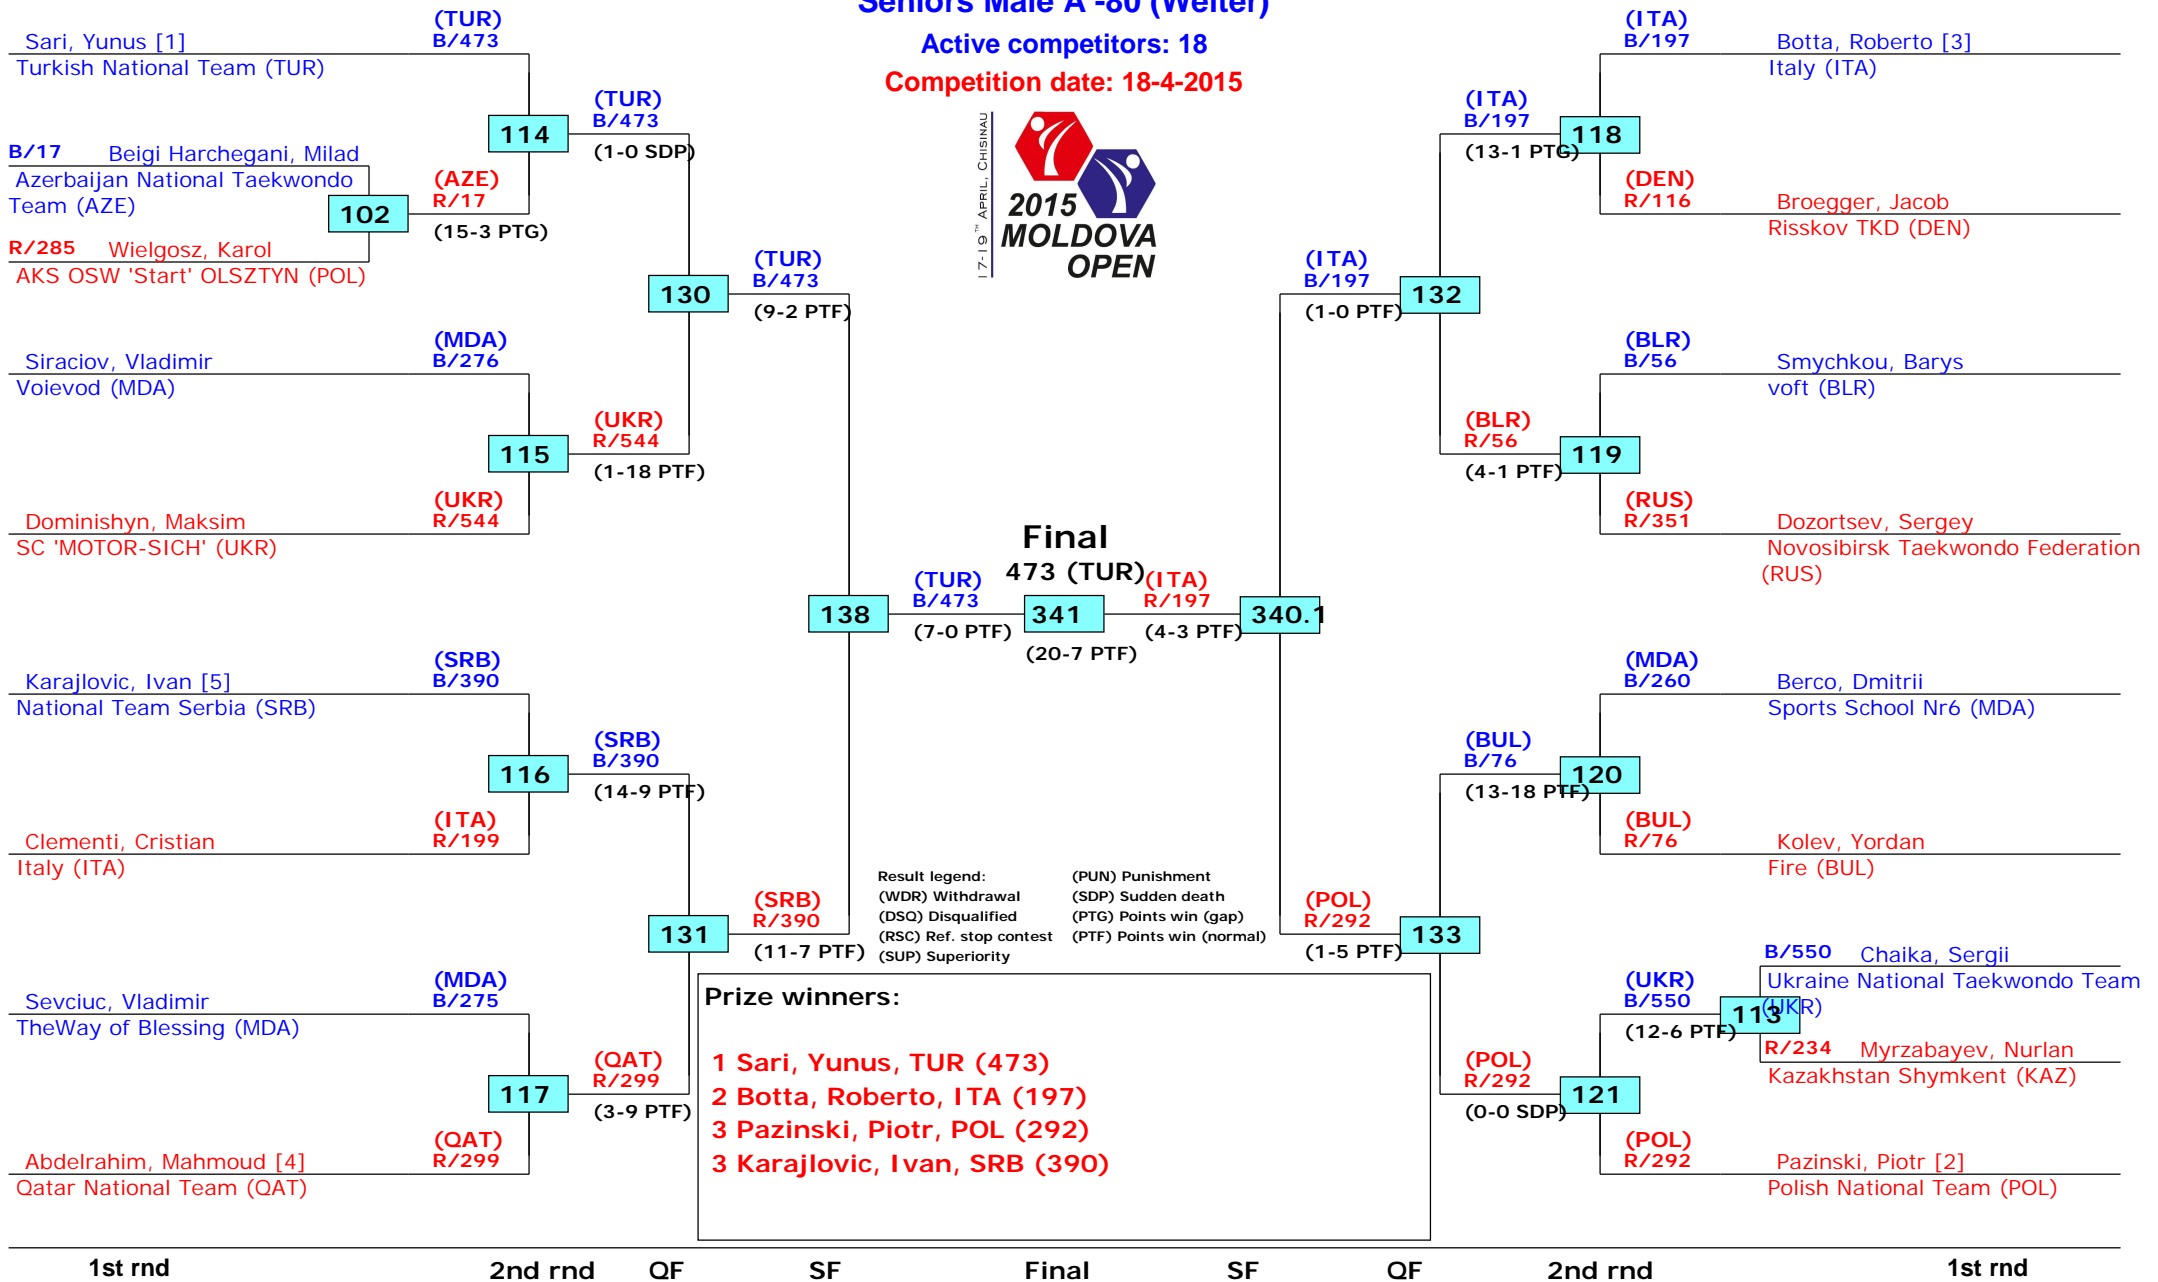 Seniors Male A -80 (Welter)
Active competitors: 18
Competition date: 18-4-2015
17-19TH APRIL, CHISINAU
2015
MOLDOVA
OPEN
(TUR)
B/473
Sari, Yunus [1]
Turkish National Team (TUR)
114
(TUR)
B/473
(1-0 SDP)
B/17 Beigi Harchegani, Milad
Azerbaijan National Taekwondo
Team (AZE)
102
(AZE)
R/17
(15-3 PTG)
R/285 Wielgosz, Karol
AKS OSW 'Start' OLSZTYN (POL)
130
(TUR)
B/473
(9-2 PTF)
(MDA)
B/276
Siraciov, Vladimir
Voievod (MDA)
115
(UKR)
R/544
(1-18 PTF)
(UKR)
R/544
Dominishyn, Maksim
SC 'MOTOR-SICH' (UKR)
138
(TUR)
B/473
(7-0 PTF)
(SRB)
B/390
Karajlovic, Ivan [5]
National Team Serbia (SRB)
116
(SRB)
B/390
(14-9 PTF)
(ITA)
R/199
Clementi, Cristian
Italy (ITA)
131
(SRB)
R/390
(11-7 PTF)
(MDA)
B/275
Sevciuc, Vladimir
TheWay of Blessing (MDA)
117
(QAT)
R/299
(3-9 PTF)
(QAT)
R/299
Abdelrahim, Mahmoud [4]
Qatar National Team (QAT)
Final
473 (TUR)
341
(20-7 PTF)
(ITA)
R/197
(4-3 PTF)
340.1
(ITA)
B/197
Botta, Roberto [3]
Italy (ITA)
(ITA)
B/197
(13-1 PTG)
118
(DEN)
R/116
Broegger, Jacob
Risskov TKD (DEN)
(ITA)
B/197
(1-0 PTF)
132
(BLR)
B/56
Smychkou, Barys
voft (BLR)
(BLR)
R/56
(4-1 PTF)
119
(RUS)
R/351
Dozortsev, Sergey
Novosibirsk Taekwondo Federation
(RUS)
(MDA)
B/260
Berco, Dmitrii
Sports School Nr6 (MDA)
(BUL)
B/76
(13-18 PTF)
120
(BUL)
R/76
Kolev, Yordan
Fire (BUL)
(POL)
R/292
(1-5 PTF)
133
B/550 Chaika, Sergii
Ukraine National Taekwondo Team
(UKR)
(UKR)
B/550
(12-6 PTF)
113
R/234 Myrzabayev, Nurlan
Kazakhstan Shymkent (KAZ)
(POL)
R/292
(0-0 SDP)
121
(POL)
R/292
Pazinski, Piotr [2]
Polish National Team (POL)
Result legend:
(WDR) Withdrawal
(DSQ) Disqualified
(RSC) Ref. stop contest
(SUP) Superiority
(PUN) Punishment
(SDP) Sudden death
(PTG) Points win (gap)
(PTF) Points win (normal)
Prize winners:
1 Sari, Yunus, TUR (473)
2 Botta, Roberto, ITA (197)
3 Pazinski, Piotr, POL (292)
3 Karajlovic, Ivan, SRB (390)
1st rnd 2nd rnd QF SF Final SF QF 2nd rnd 1st rnd